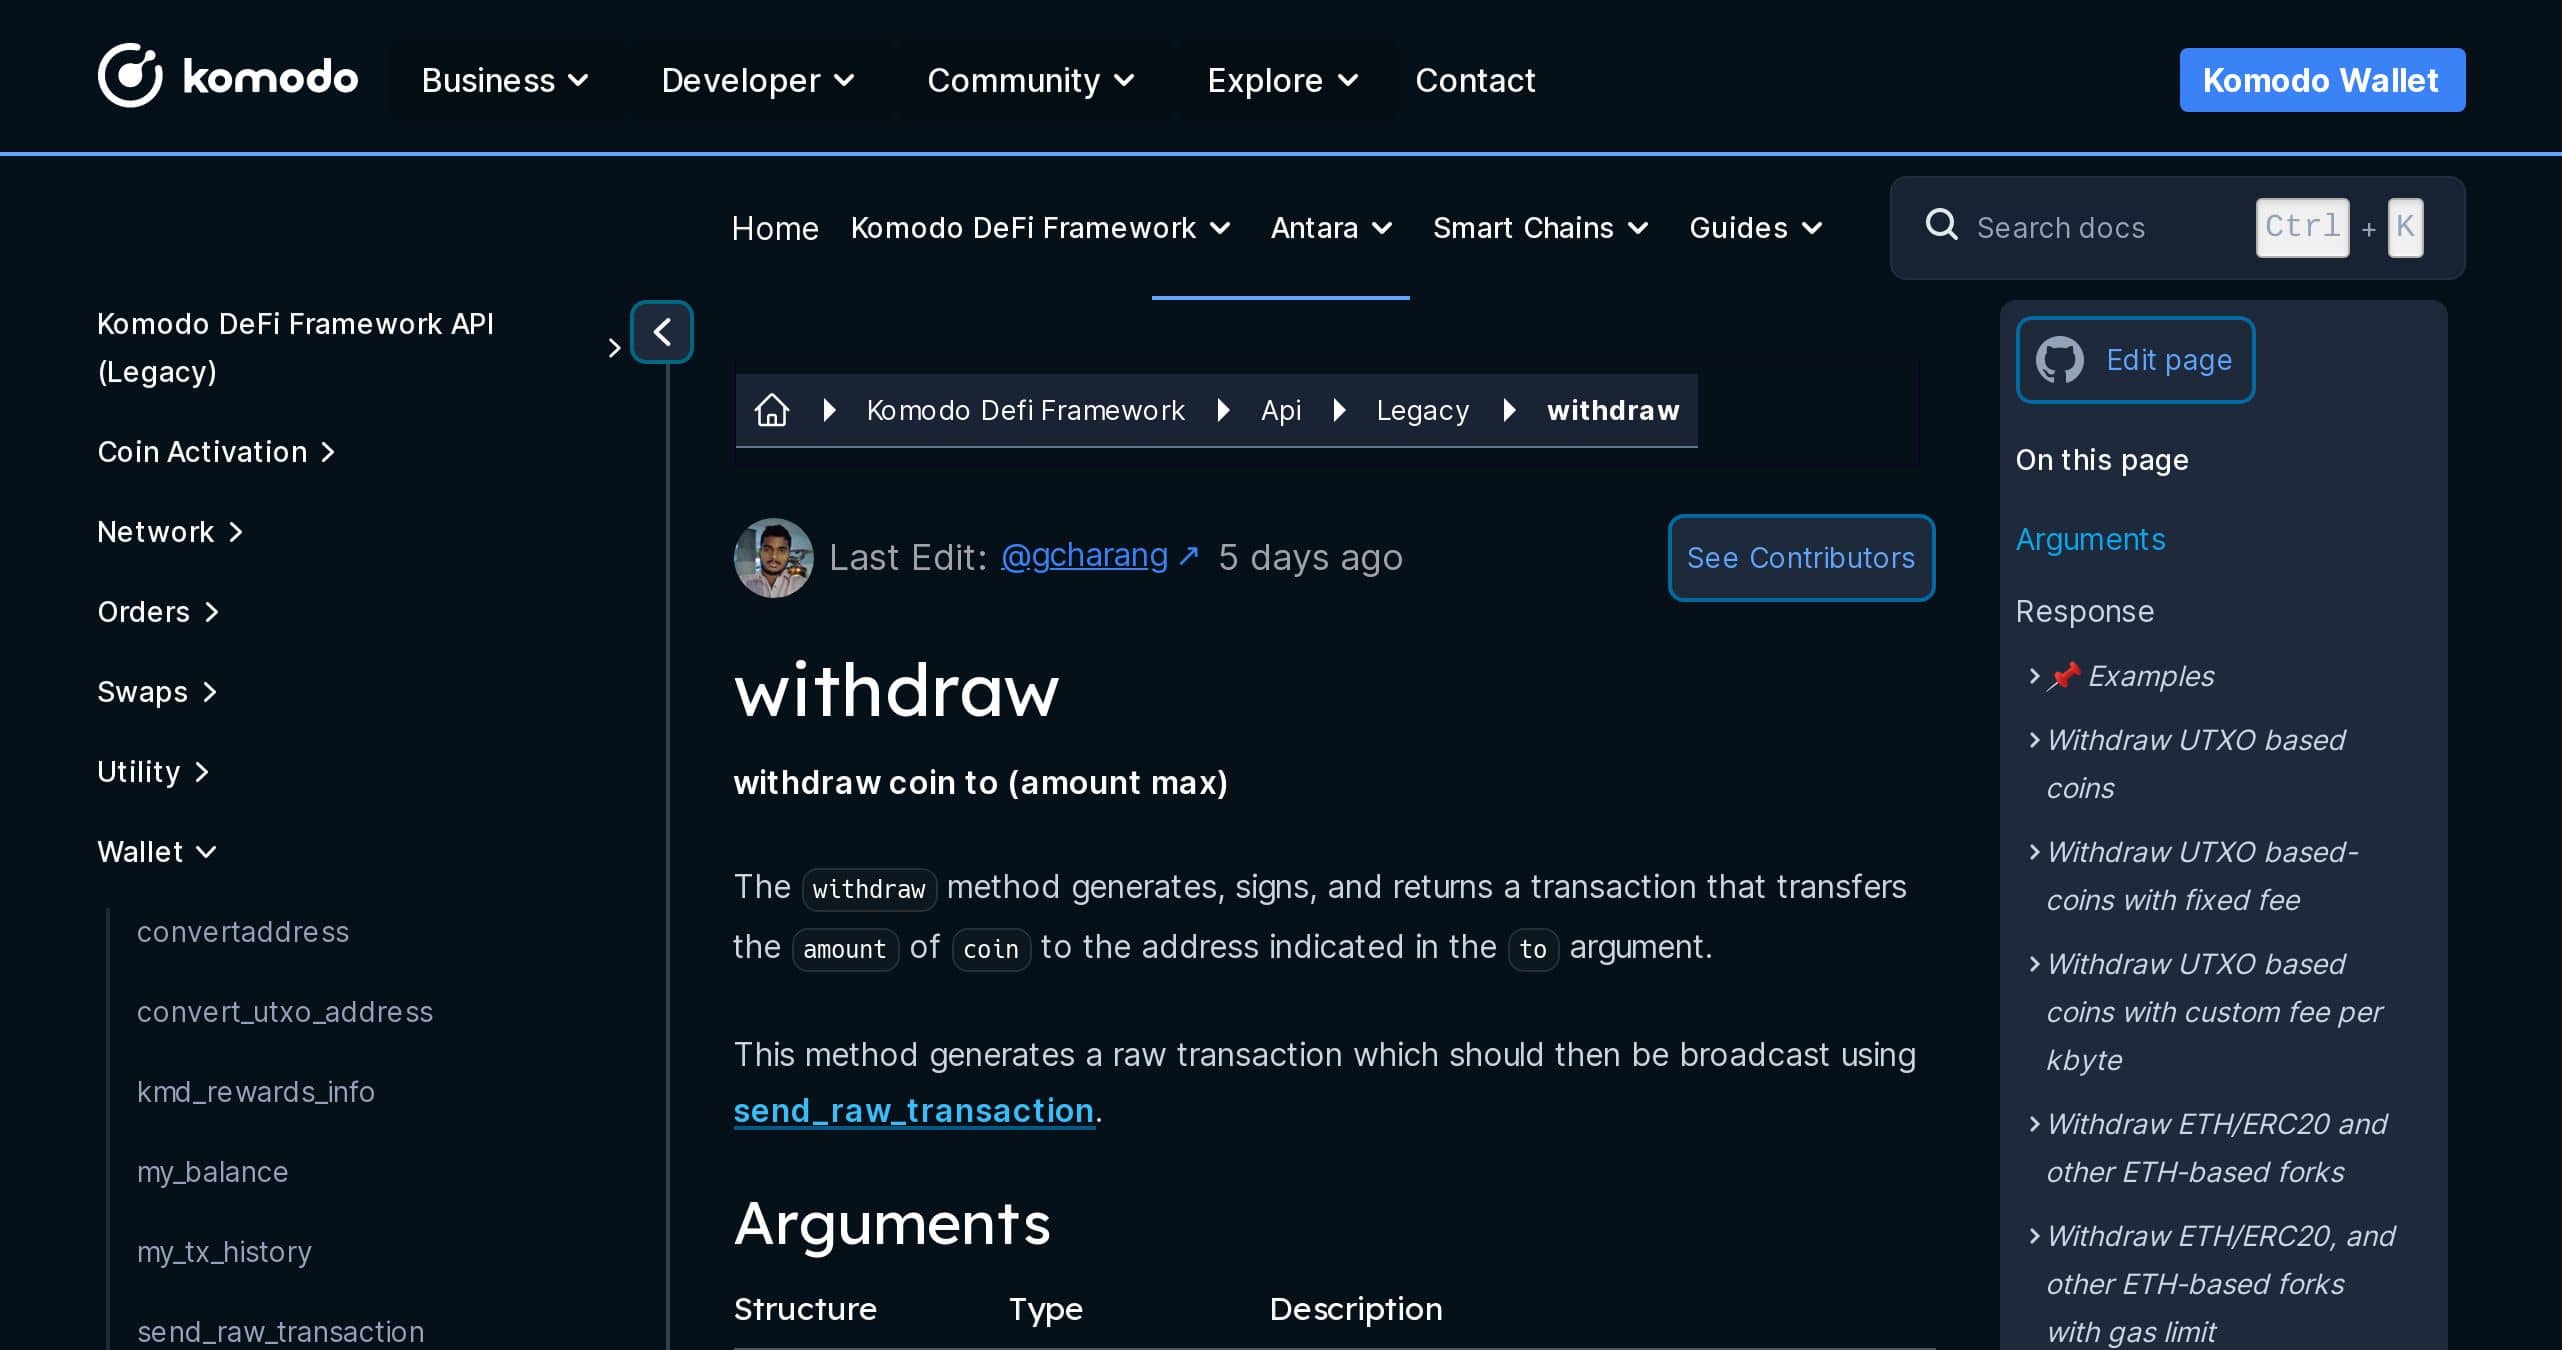 komodo
Business
Developer
Community
Explore
Contact
Komodo Wallet
Home
Komodo DeFi Framework
Antara
Smart Chains
Guides
Search docs
Ctrl + K
Komodo DeFi Framework API
(Legacy)
Coin Activation
Network
Orders
Swaps
Utility
Wallet
convertaddress
convert_utxo_address
kmd_rewards_info
my_balance
my_tx_history
send_raw_transaction
Komodo Defi Framework
Api
Legacy
withdraw
Last Edit: @gcharang ↗ 5 days ago
See Contributors
withdraw
withdraw coin to (amount max)
The withdraw method generates, signs, and returns a transaction that transfers
the amount of coin to the address indicated in the to argument.
This method generates a raw transaction which should then be broadcast using
send_raw_transaction.
Arguments
Structure Type Description
Edit page
On this page
Arguments
Response
📌 Examples
Withdraw UTXO based
coins
Withdraw UTXO based-
coins with fixed fee
Withdraw UTXO based
coins with custom fee per
kbyte
Withdraw ETH/ERC20 and
other ETH-based forks
Withdraw ETH/ERC20, and
other ETH-based forks
with gas limit